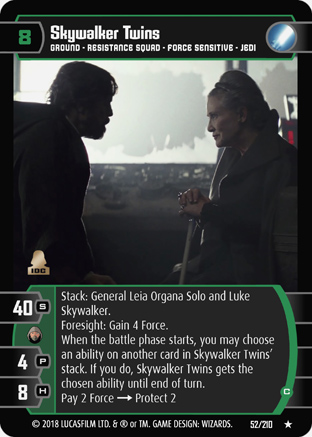 8 Skywalker Twins
GROUND - RESISTANCE SQUAD - FORCE SENSITIVE - JEDI
IDC
40 S
Stack: General Leia Organa Solo and Luke
Skywalker.
Foresight: Gain 4 Force.
When the battle phase starts, you may choose
4 P
an ability on another card in Skywalker Twins'
stack. If you do, Skywalker Twins gets the
8 H
chosen ability until end of turn.
C
Pay 2 Force → Protect 2
© 2018 LUCASFILM LTD. & ® or TM. GAME DESIGN: WIZARDS. 52/210 ★